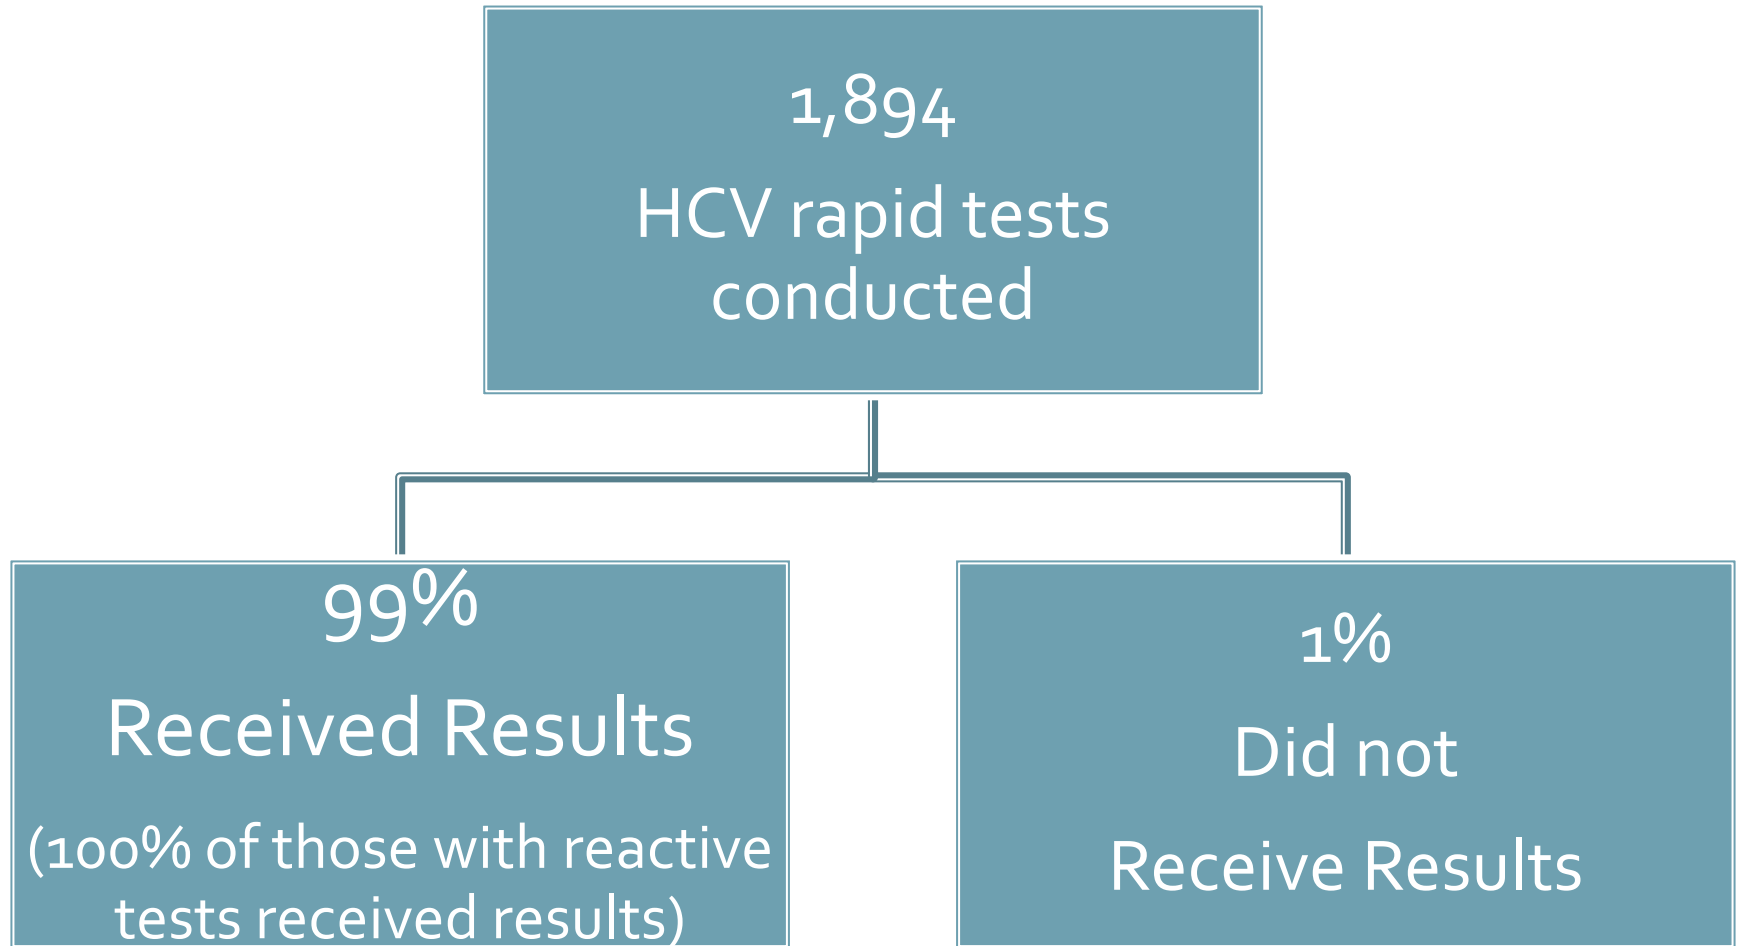 1,894
HCV rapid tests
conducted
99%
Received Results
(100% of those with reactive
tests received results)
1%
Did not
Receive Results